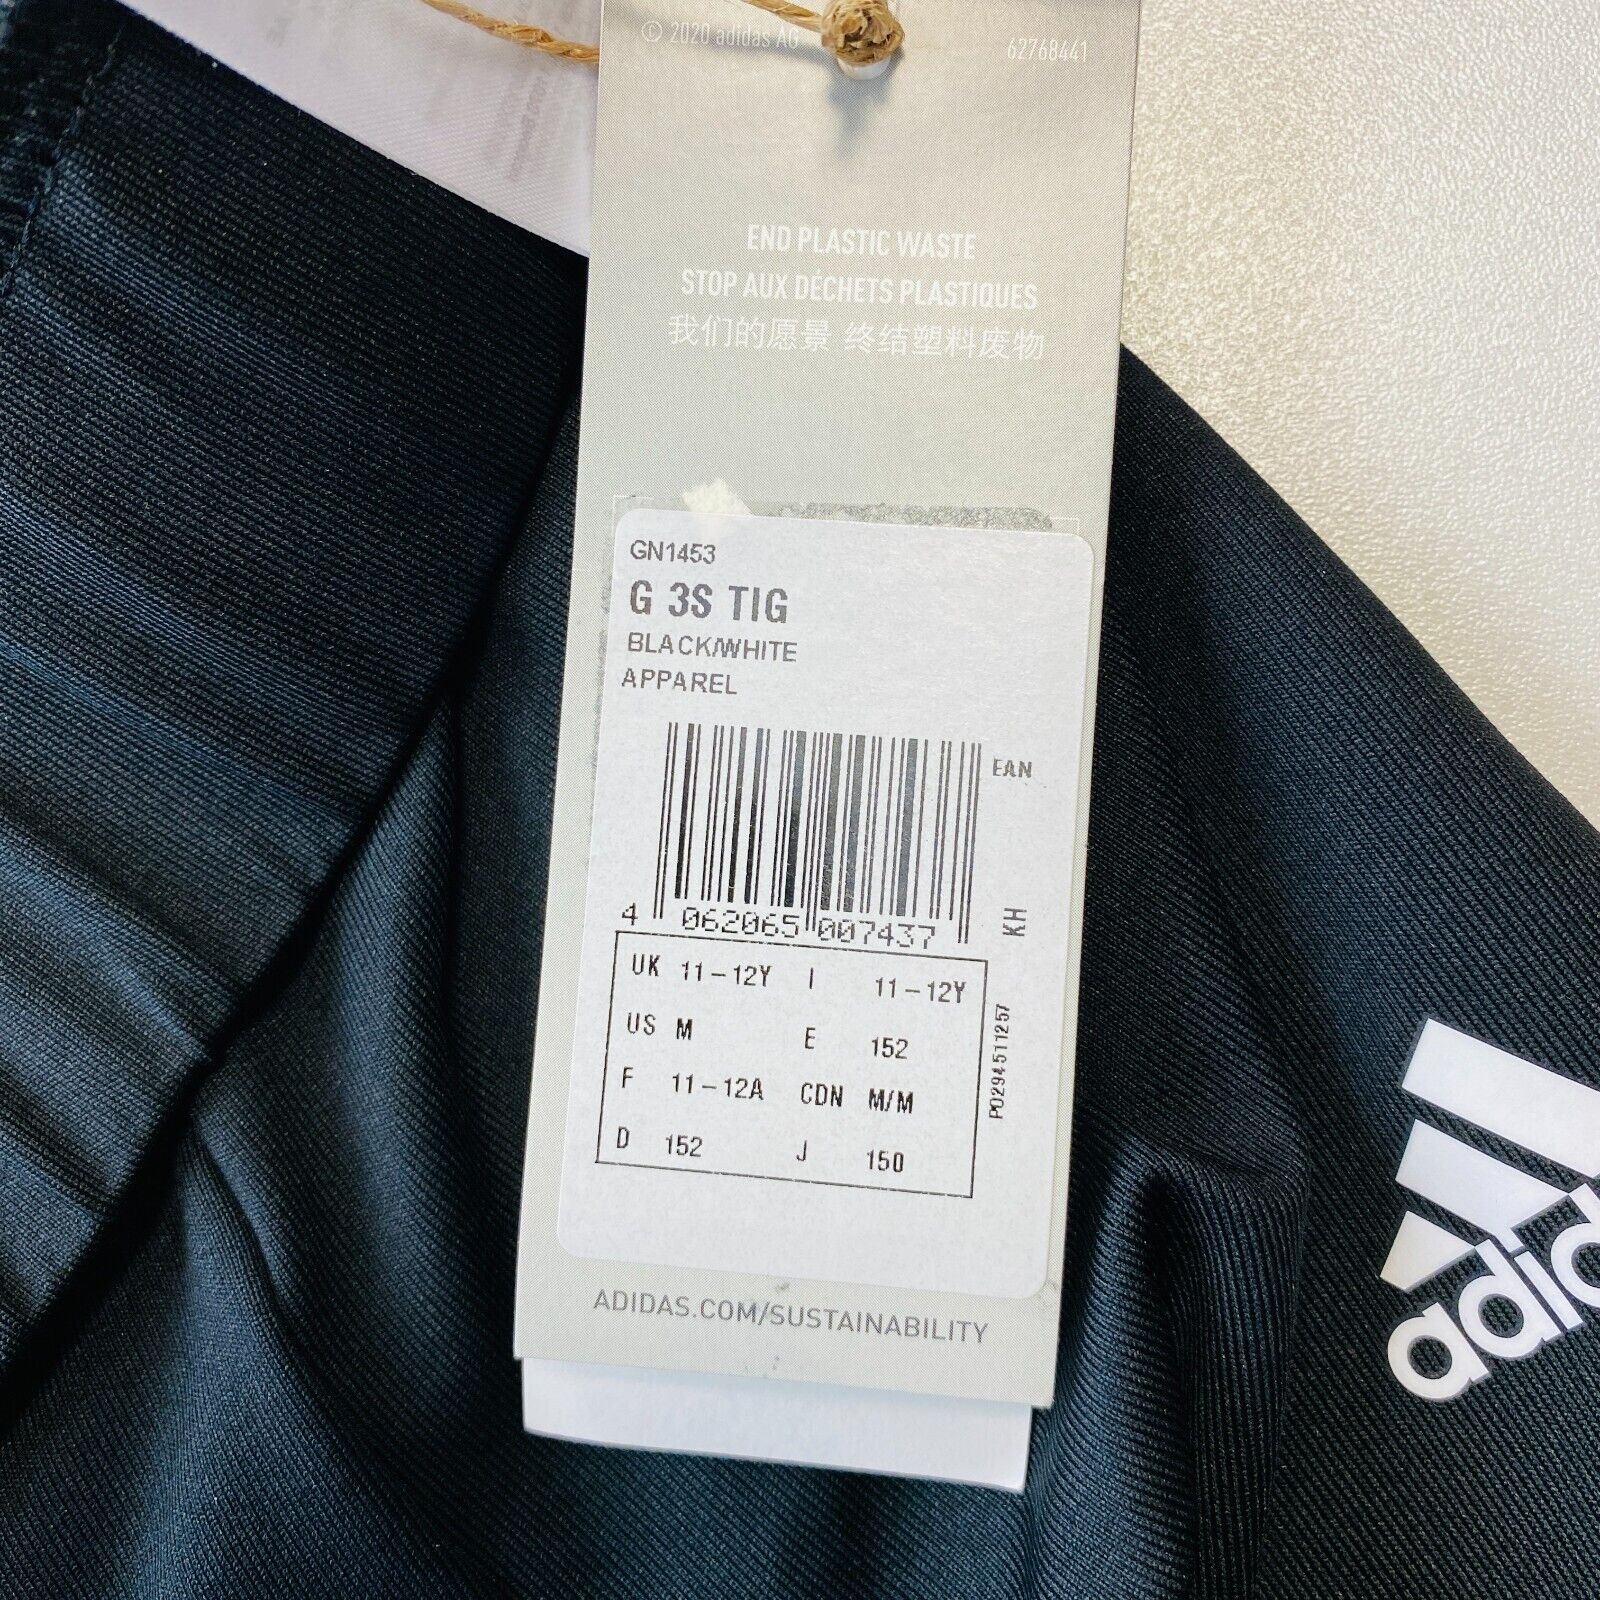 © 2020 adidas AG
62768441
END PLASTIC WASTE
STOP AUX DÉCHETS PLASTIQUES
我们的愿景 终结塑料废物
GN1453
G 3S TIG
BLACK/WHITE
APPAREL
EAN
4 062065 007437
KH
UK 11-12Y I 11-12Y
US M E 152
F 11-12A CDN M/M
D 152 J 150
P0294511257
ADIDAS.COM/SUSTAINABILITY
adidas